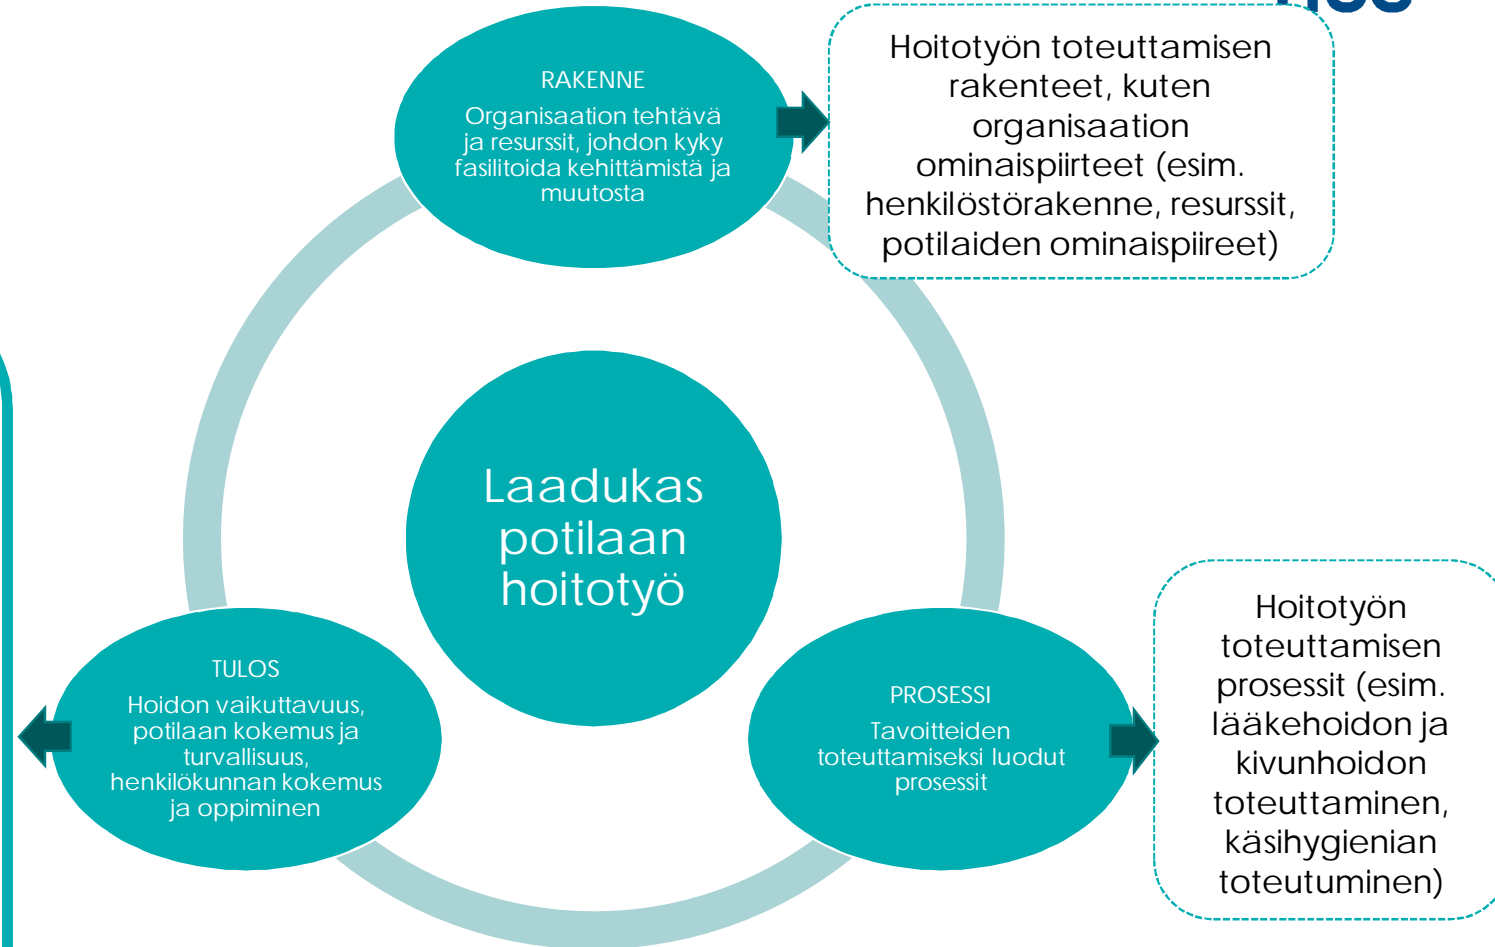 RAKENNE
Organisaation tehtävä
ja resurssit, johdon kyky
fasilitoida kehittämistä ja
muutosta
Hoitotyön toteuttamisen
rakenteet, kuten
organisaation
ominaispiirteet (esim.
henkilöstörakenne, resurssit,
potilaiden ominaispiireet)
Laadukas
potilaan
hoitotyö
TULOS
Hoidon vaikuttavuus,
potilaan kokemus ja
turvallisuus,
henkilökunnan kokemus
ja oppiminen
PROSESSI
Tavoitteiden
toteuttamiseksi luodut
prosessit
Hoitotyön
toteuttamisen
prosessit (esim.
lääkehoidon ja
kivunhoidon
toteuttaminen,
käsihygienian
toteutuminen)